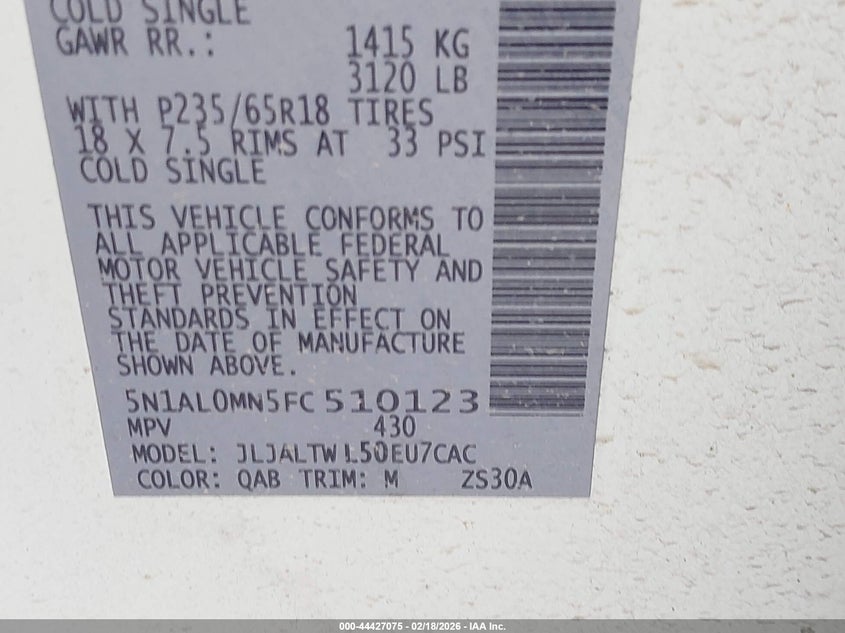 COLD SINGLE
GAWR RR.: 1415 KG
3120 LB
WITH P235/65R18 TIRES
18 X 7.5 RIMS AT 33 PSI
COLD SINGLE
THIS VEHICLE CONFORMS TO
ALL APPLICABLE FEDERAL
MOTOR VEHICLE SAFETY AND
THEFT PREVENTION
STANDARDS IN EFFECT ON
THE DATE OF MANUFACTURE
SHOWN ABOVE.
5N1AL0MN5FC510123
MPV 430
MODEL: JLJALTWL50EU7CAC
COLOR: QAB TRIM: M ZS30A
000-44427075 - 02/18/2026 - IAA Inc.